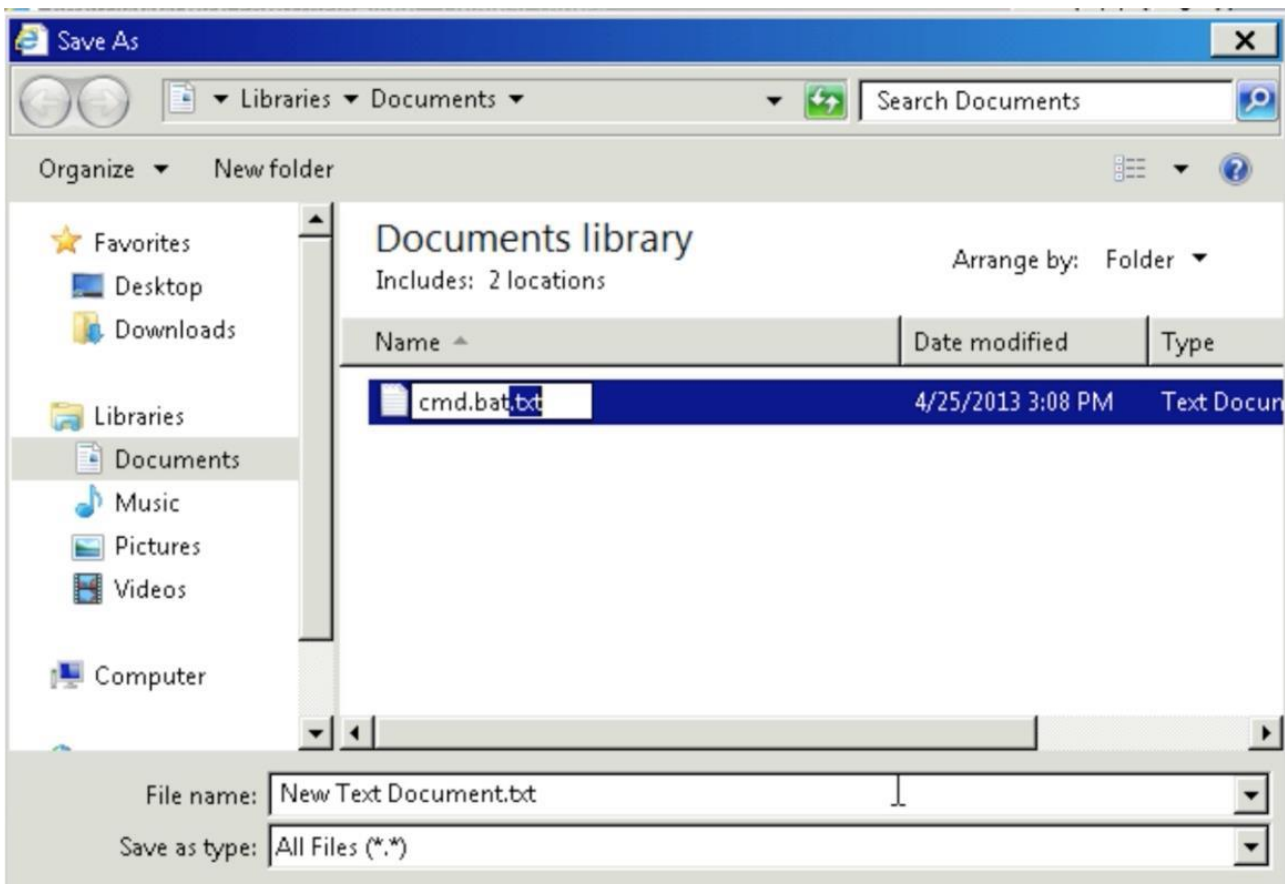 Save As
Libraries Documents
Search Documents
Organize
New folder
Favorites
Desktop
Downloads
Libraries
Documents
Music
Pictures
Videos
Computer
Documents library
Includes: 2 locations
Arrange by: Folder
Name Date modified Type
cmd.bat.txt 4/25/2013 3:08 PM Text Docun
File name: New Text Document.txt
Save as type: All Files (*.*)